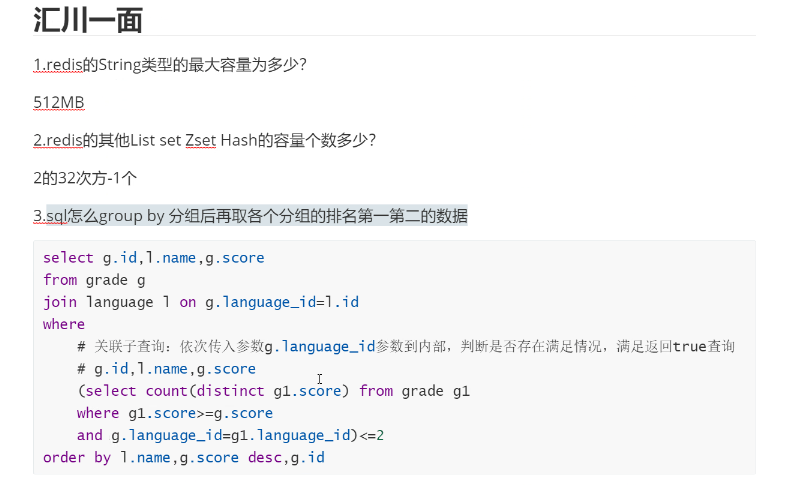 汇川一面
1.redis的String类型的最大容量为多少?
512MB
2.redis的其他List set Zset Hash的容量个数多少?
2的32次方-1个
3.sql怎么group by 分组后再取各个分组的排名第一第二的数据
select g.id,l.name,g.score
from grade g
join language l on g.language_id=l.id
where
# 关联子查询：依次传入参数g.language_id参数到内部，判断是否存在满足情况，满足返回true查询
# g.id,l.name,g.score
(select count(distinct g1.score) from grade g1
where g1.score>=g.score
and g.language_id=g1.language_id)<=2
order by l.name,g.score desc,g.id